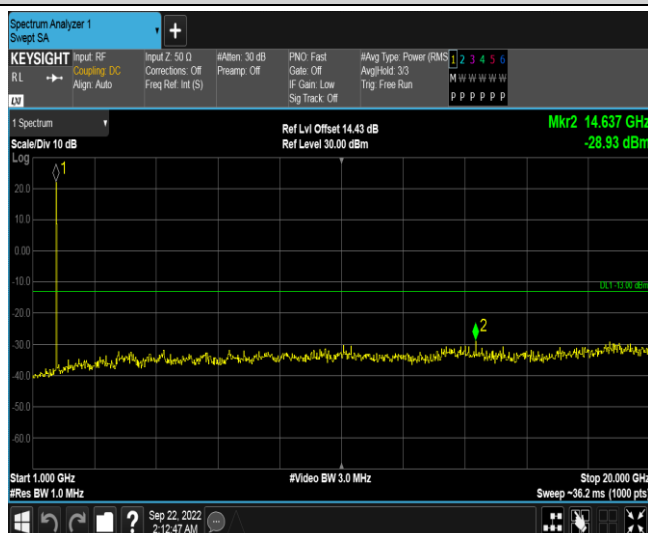 Spectrum Analyzer 1
Swept SA
+
KEYSIGHT
R L
LXI
Input: RF
Coupling: DC
Align: Auto
Input Z: 50 Ω
Corrections: Off
Freq Ref: Int (S)
#Atten: 30 dB
Preamp: Off
PNO: Fast
Gate: Off
IF Gain: Low
Sig Track: Off
#Avg Type: Power (RMS
Avg|Hold: 3/3
Trig: Free Run
1 2 3 4 5 6
M W W W W W
P P P P P P
1 Spectrum
Scale/Div 10 dB
Log
Ref Lvl Offset 14.43 dB
Ref Level 30.00 dBm
Mkr2 14.637 GHz
-28.93 dBm
1
20.0
10.0
0.00
-10.0
DL1 -13.00 dBm
-20.0
2
-30.0
-40.0
-50.0
-60.0
Start 1.000 GHz
#Res BW 1.0 MHz
#Video BW 3.0 MHz
Stop 20.000 GHz
Sweep ~36.2 ms (1000 pts)
?
Sep 22, 2022
2:12:47 AM